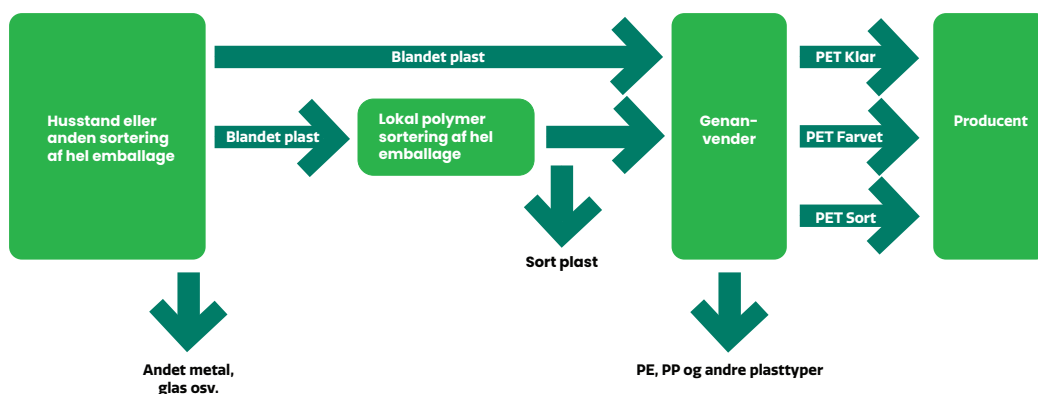 Husstand eller
anden sortering
af hel emballage
Blandet plast
Blandet plast
Lokal polymer
sortering af hel
emballage
Sort plast
Genan-
vender
PET Klar
PET Farvet
PET Sort
Producent
Andet metal,
glas osv.
PE, PP og andre plasttyper